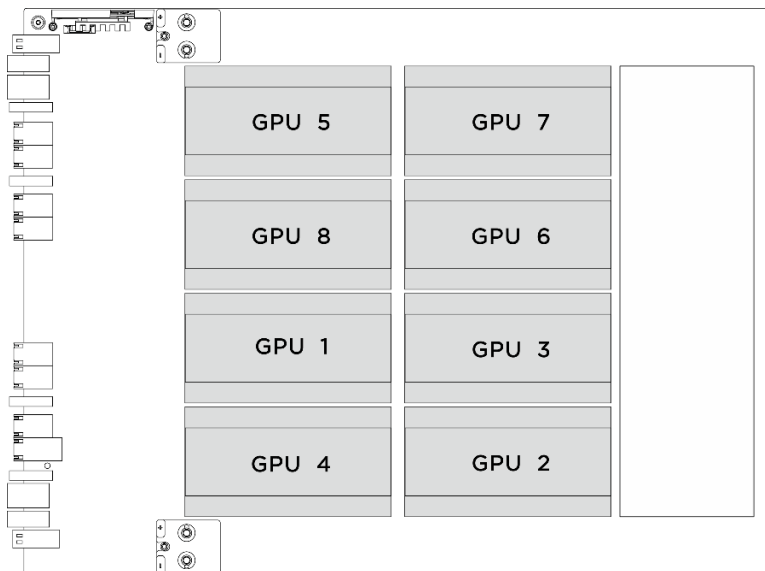 +
-
GPU 5 GPU 7
GPU 8 GPU 6
GPU 1 GPU 3
GPU 4 GPU 2
+
-